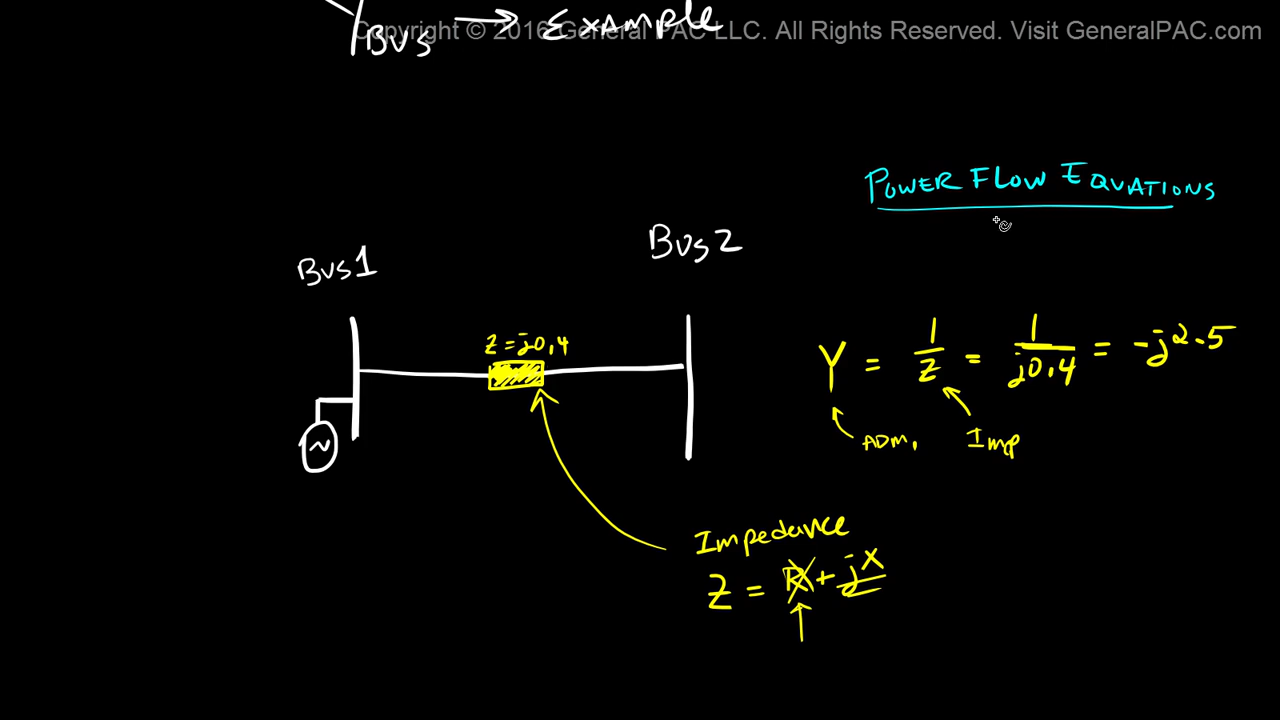 Copyright © 2016 General PAC LLC. All Rights Reserved. Visit GeneralPAC.com
YBUS → Example
POWER FLOW EQUATIONS
Bus1
Bus2
Z = j0.4
Y = 1/Z = 1/j0.4 = -j2.5
ADM.
Imp
Impedance
Z = R + jX
~